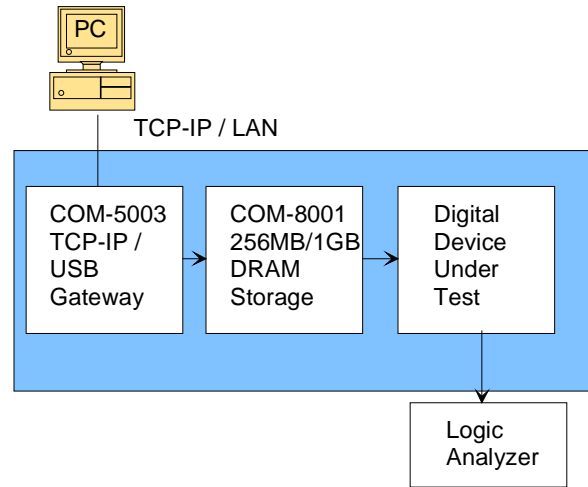 PC
TCP-IP / LAN
COM-5003
TCP-IP /
USB
Gateway
COM-8001
256MB/1GB
DRAM
Storage
Digital
Device
Under
Test
Logic
Analyzer